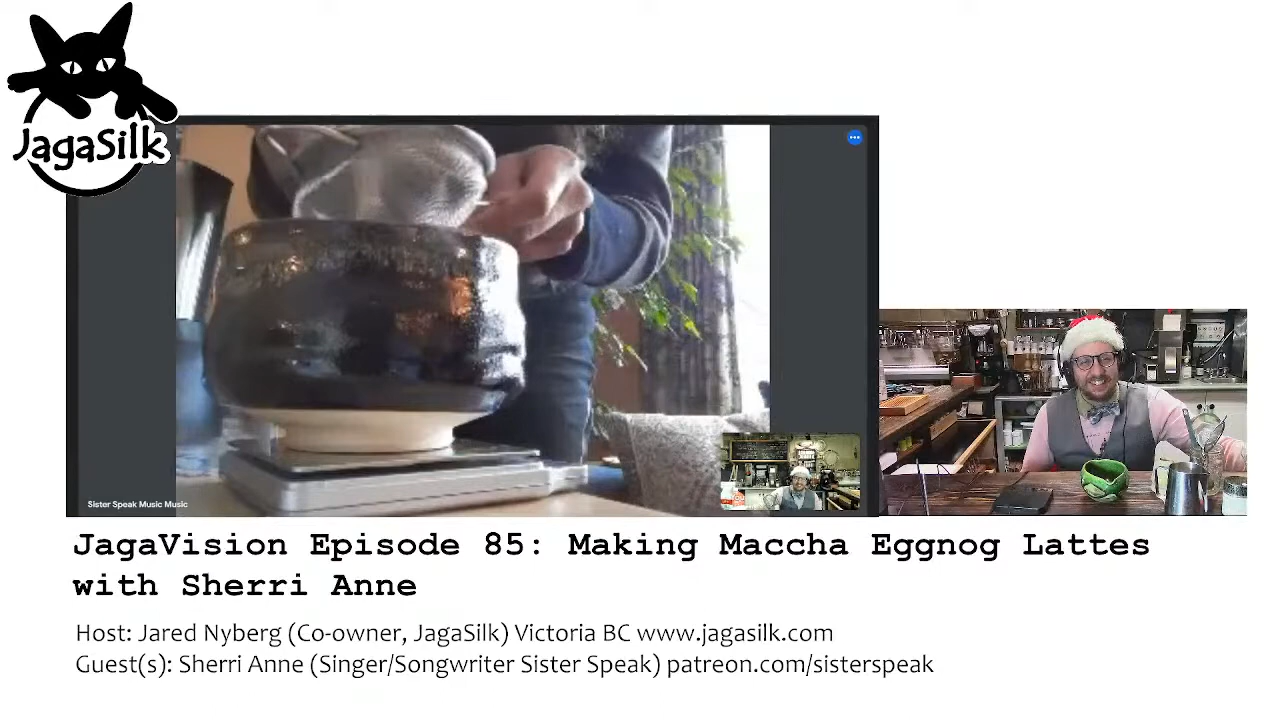 JagaSilk
Sister Speak Music Music
JagaVision Episode 85: Making Maccha Eggnog Lattes
with Sherri Anne
Host: Jared Nyberg (Co-owner, JagaSilk) Victoria BC www.jagasilk.com
Guest(s): Sherri Anne (Singer/Songwriter Sister Speak) patreon.com/sisterspeak